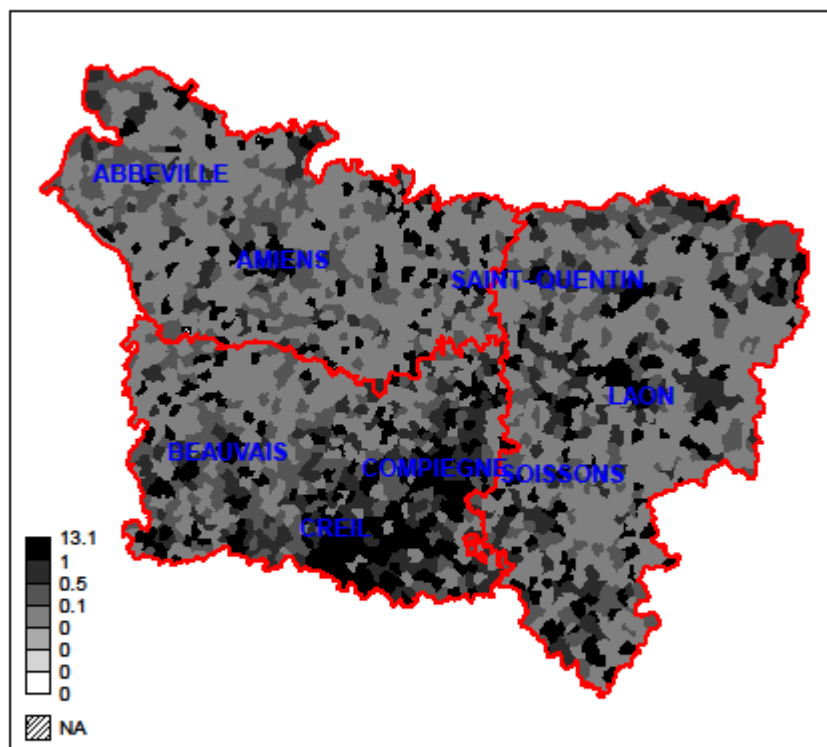 ABBEVILLE
AMIENS
SAINT-QUENTIN
LAON
BEAUVAIS
COMPIEGNE
SOISSONS
CREIL
13.1
1
0.5
0.1
0
0
0
NA